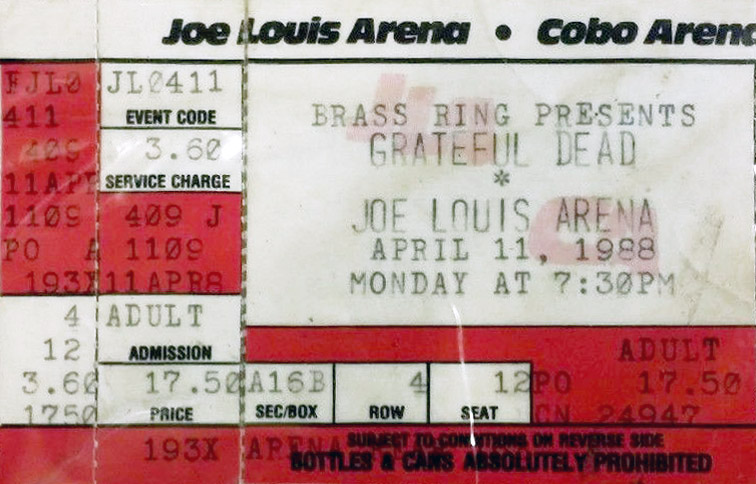 Joe Louis Arena • Cobo Arena
FJL0
411
409
1109
PO A
193X
4
12
3.60
1750
JL0411
EVENT CODE
3.60
SERVICE CHARGE
409 J
1109
11APR8
ADULT
ADMISSION
17.50
PRICE
193X
BRASS RING PRESENTS
GRATEFUL DEAD
*
JOE LOUIS ARENA
APRIL 11, 1988
MONDAY AT 7:30PM
A16B
SEC/BOX
4
ROW
12
SEAT
ADULT
PO 17.50
CN 24947
SUBJECT TO CONDITIONS ON REVERSE SIDE
BOTTLES & CANS ABSOLUTELY PROHIBITED